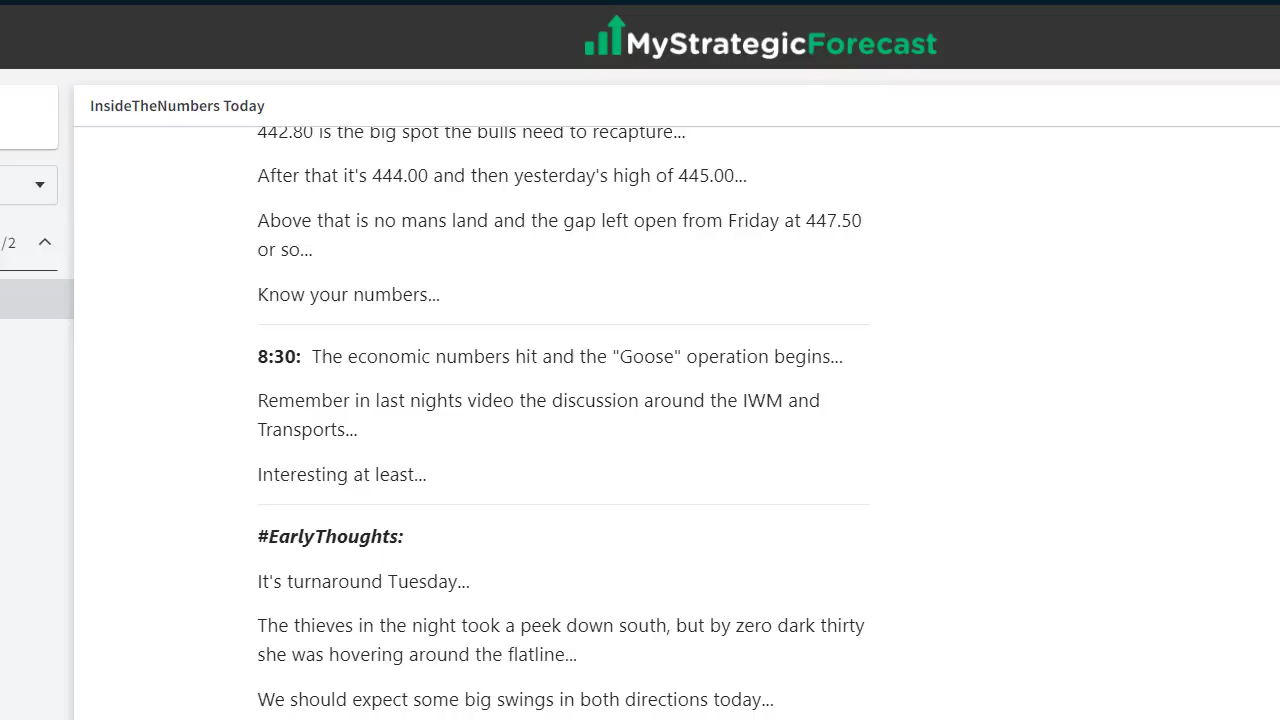 MyStrategicForecast
InsideTheNumbers Today
442.80 is the big spot the bulls need to recapture...
After that it's 444.00 and then yesterday's high of 445.00...
Above that is no mans land and the gap left open from Friday at 447.50
or so...
/2
Know your numbers...
8:30: The economic numbers hit and the "Goose" operation begins...
Remember in last nights video the discussion around the IWM and
Transports...
Interesting at least...
#EarlyThoughts:
It's turnaround Tuesday...
The thieves in the night took a peek down south, but by zero dark thirty
she was hovering around the flatline...
We should expect some big swings in both directions today...